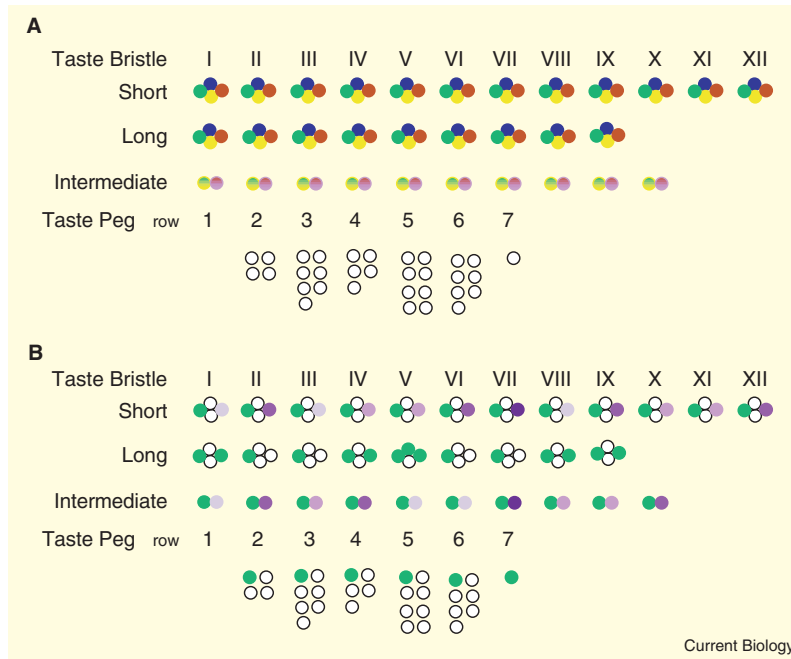 A
Taste Bristle I II III IV V VI VII VIII IX X XI XII
Short
Long
Intermediate
Taste Peg row 1 2 3 4 5 6 7
B
Taste Bristle I II III IV V VI VII VIII IX X XI XII
Short
Long
Intermediate
Taste Peg row 1 2 3 4 5 6 7
Current Biology